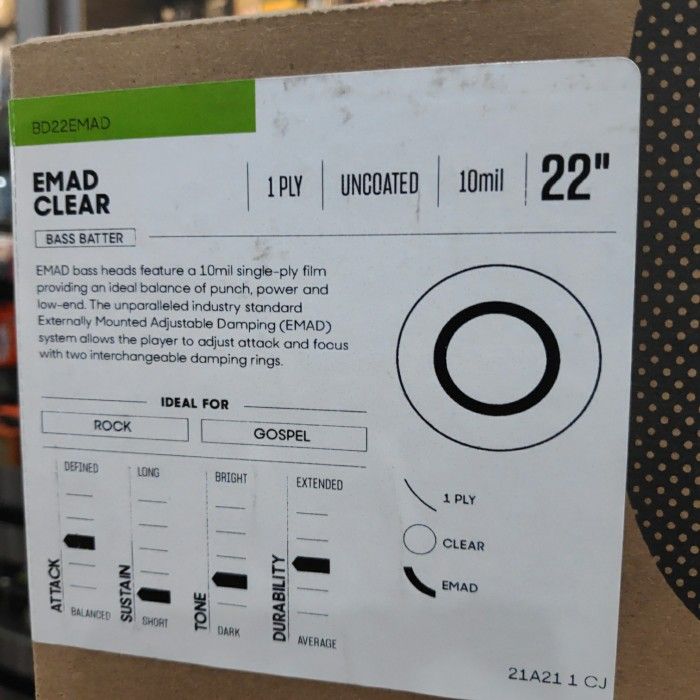 BD22EMAD
EMAD
CLEAR
1 PLY
UNCOATED
10mil
22"
BASS BATTER
EMAD bass heads feature a 10mil single-ply film
providing an ideal balance of punch, power and
low-end. The unparalleled industry standard
Externally Mounted Adjustable Damping (EMAD)
system allows the player to adjust attack and focus
with two interchangeable damping rings.
IDEAL FOR
ROCK
GOSPEL
ATTACK
DEFINED
BALANCED
SUSTAIN
LONG
SHORT
TONE
BRIGHT
DARK
DURABILITY
EXTENDED
AVERAGE
1 PLY
CLEAR
EMAD
21A21 1 CJ